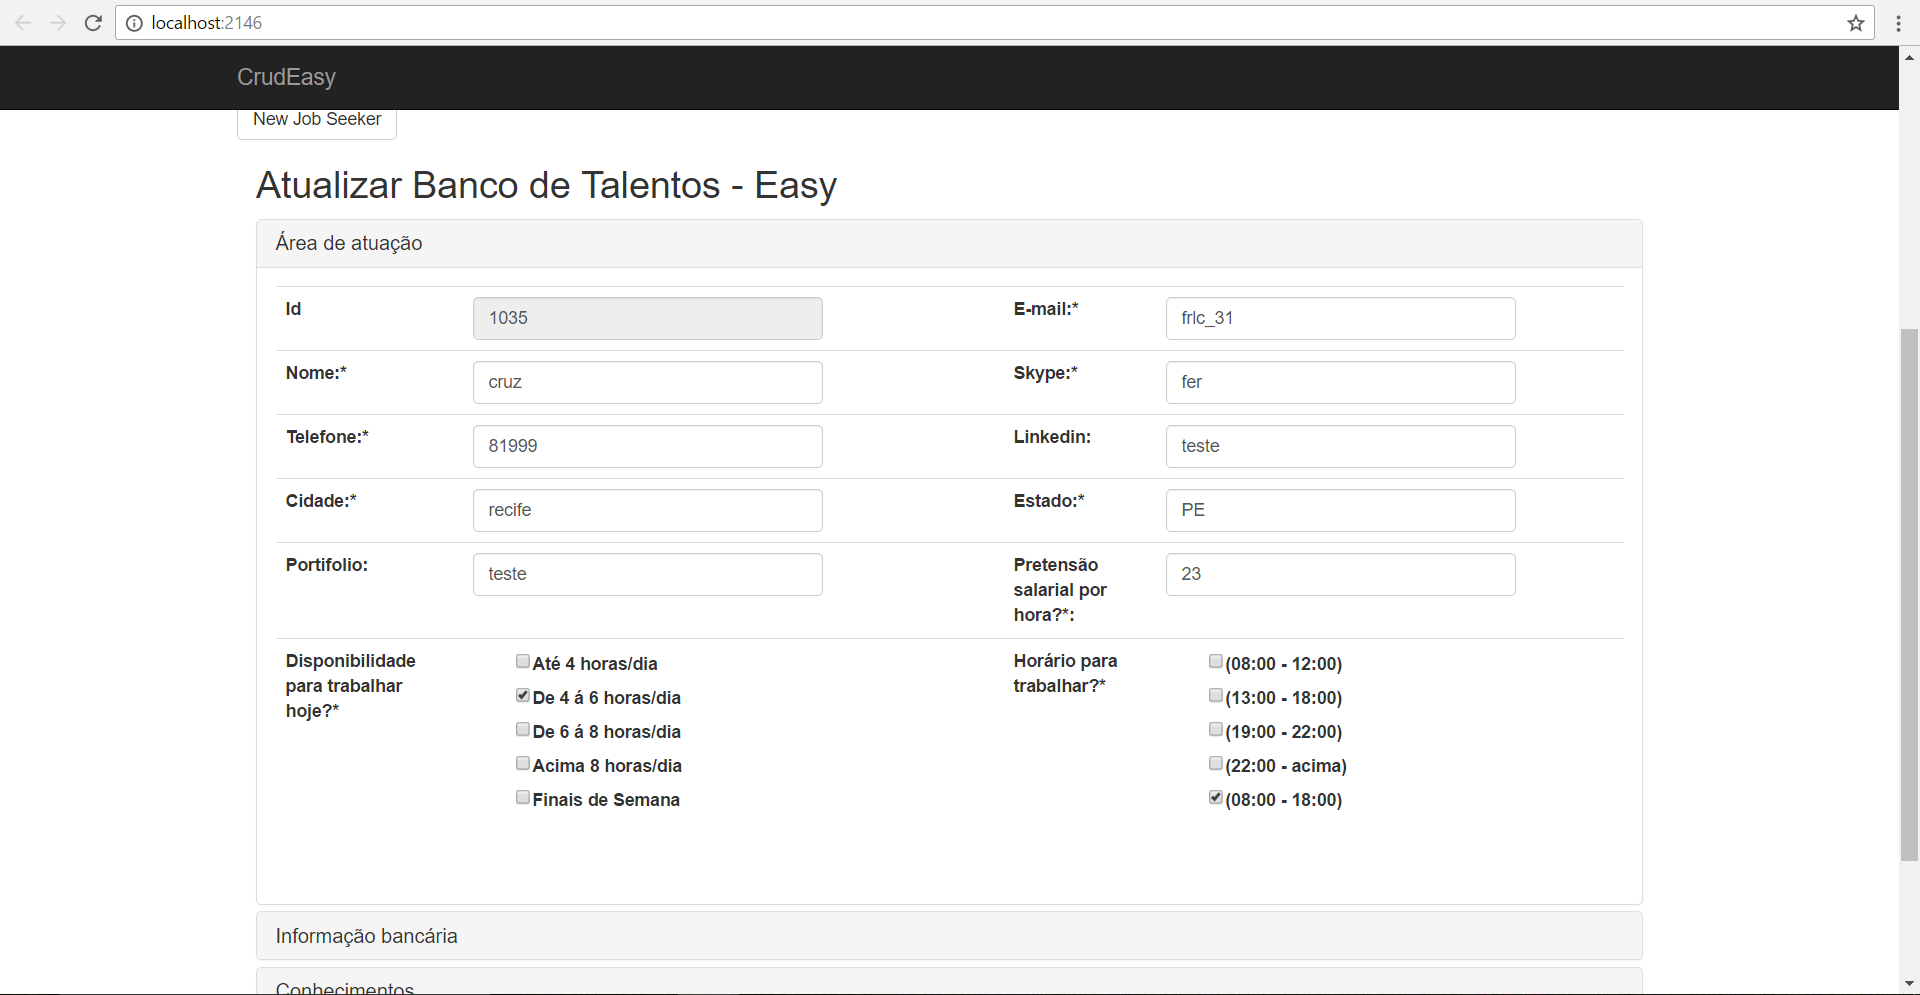 localhost:2146
CrudEasy
New Job Seeker
Atualizar Banco de Talentos - Easy
Área de atuação
Id
1035
E-mail:*
frlc_31
Nome:*
cruz
Skype:*
fer
Telefone:*
81999
Linkedin:
teste
Cidade:*
recife
Estado:*
PE
Portifolio:
teste
Pretensão
salarial por
hora?*:
23
Disponibilidade
para trabalhar
hoje?*
Até 4 horas/dia
De 4 á 6 horas/dia
De 6 á 8 horas/dia
Acima 8 horas/dia
Finais de Semana
Horário para
trabalhar?*
(08:00 - 12:00)
(13:00 - 18:00)
(19:00 - 22:00)
(22:00 - acima)
(08:00 - 18:00)
Informação bancária
Conhecimentos